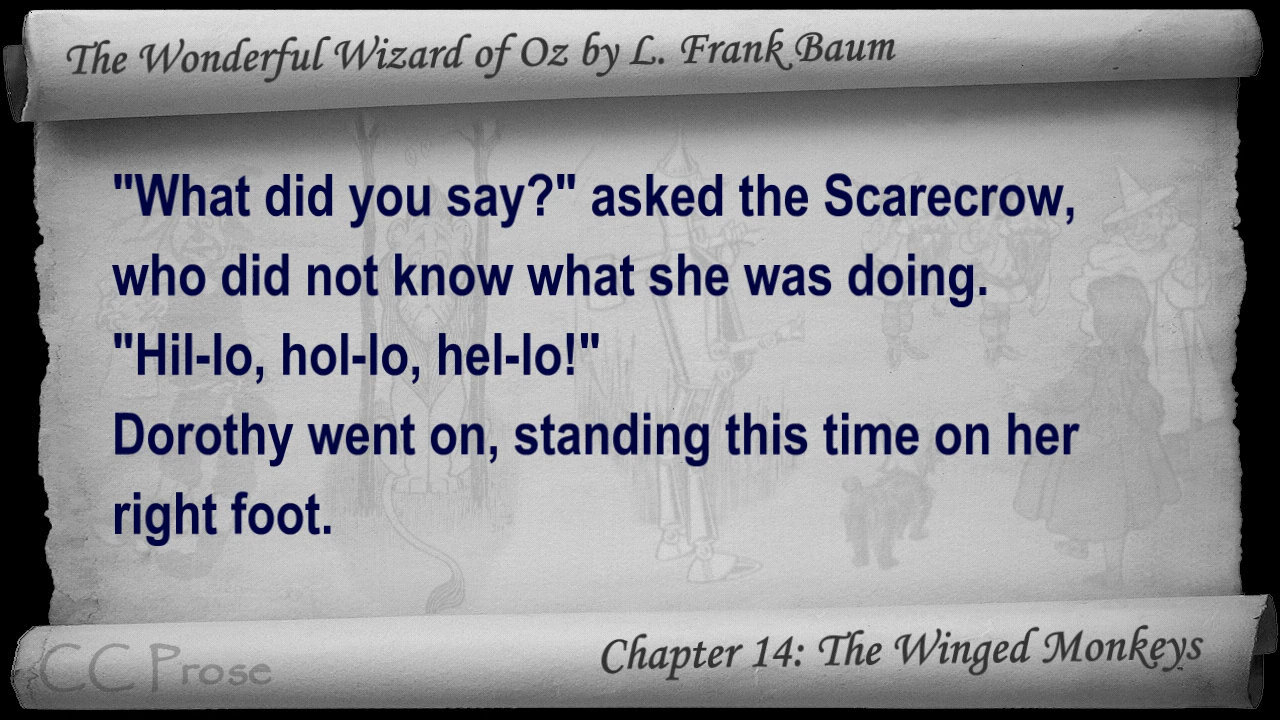 The Wonderful Wizard of Oz by L. Frank Baum
"What did you say?" asked the Scarecrow,
who did not know what she was doing.
"Hil-lo, hol-lo, hel-lo!"
Dorothy went on, standing this time on her
right foot.
Chapter 14: The Winged Monkeys
CC Prose